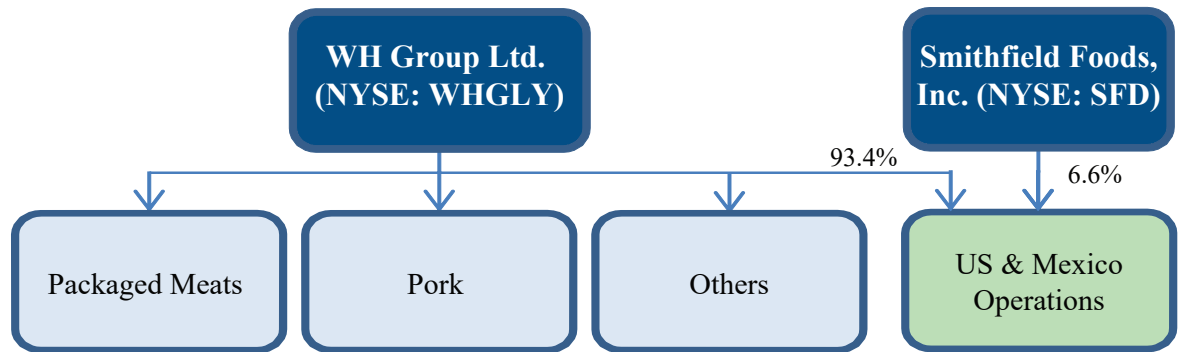 WH Group Ltd.
(NYSE: WHGLY)
Smithfield Foods,
Inc. (NYSE: SFD)
93.4%
6.6%
Packaged Meats
Pork
Others
US & Mexico
Operations